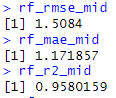 > rf_rmse_mid
[1] 1.5084
> rf_mae_mid
[1] 1.171857
> rf_r2_mid
[1] 0.9580159